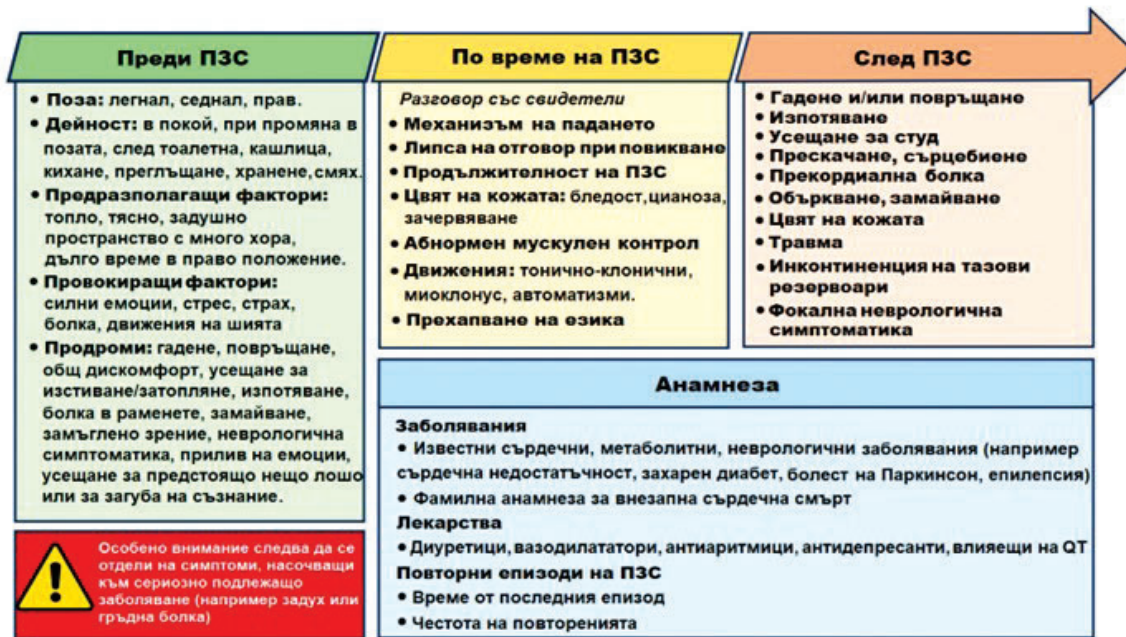 Преди ПЗС
• Поза: легнал, седнал, прав.
• Дейност: в покой, при промяна в
позата, след тоалетна, кашлица,
кихане, преглъщане, хранене, смях.
• Предразполагащи фактори:
топло, тясно, задушно
пространство с много хора,
дълго време в право положение.
• Провокиращи фактори:
силни емоции, стрес, страх,
болка, движения на шията
• Продроми: гадене, повръщане,
общ дискомфорт, усещане за
изстиване/затопляне, изпотяване,
болка в раменете, замайване,
замъглено зрение, неврологична
симптоматика, прилив на емоции,
усещане за предстоящо нещо лошо
или за загуба на съзнание.
Особено внимание следва да се
отдели на симптоми, насочващи
към сериозно подлежащо
заболяване (например задух или
гръдна болка)
По време на ПЗС
Разговор със свидетели
• Механизъм на падането
• Липса на отговор при повикване
• Продължителност на ПЗС
• Цвят на кожата: бледост, цианоза,
зачервяване
• Абнормен мускулен контрол
• Движения: тонично-клонични,
миоклонус, автоматизми.
• Прехапване на езика
След ПЗС
• Гадене и/или повръщане
• Изпотяване
• Усещане за студ
• Прескачане, сърцебиене
• Прекордиална болка
• Объркване, замайване
• Цвят на кожата
• Травма
• Инконтиненция на тазови
резервоари
• Фокална неврологична
симптоматика
Анамнеза
Заболявания
• Известни сърдечни, метаболитни, неврологични заболявания (например
сърдечна недостатъчност, захарен диабет, болест на Паркинсон, епилепсия)
• Фамилна анамнеза за внезапна сърдечна смърт
Лекарства
• Диуретици, вазодилататори, антиаритмици, антидепресанти, влияещи на QT
Повторни епизоди на ПЗС
• Време от последния епизод
• Честота на повторенията